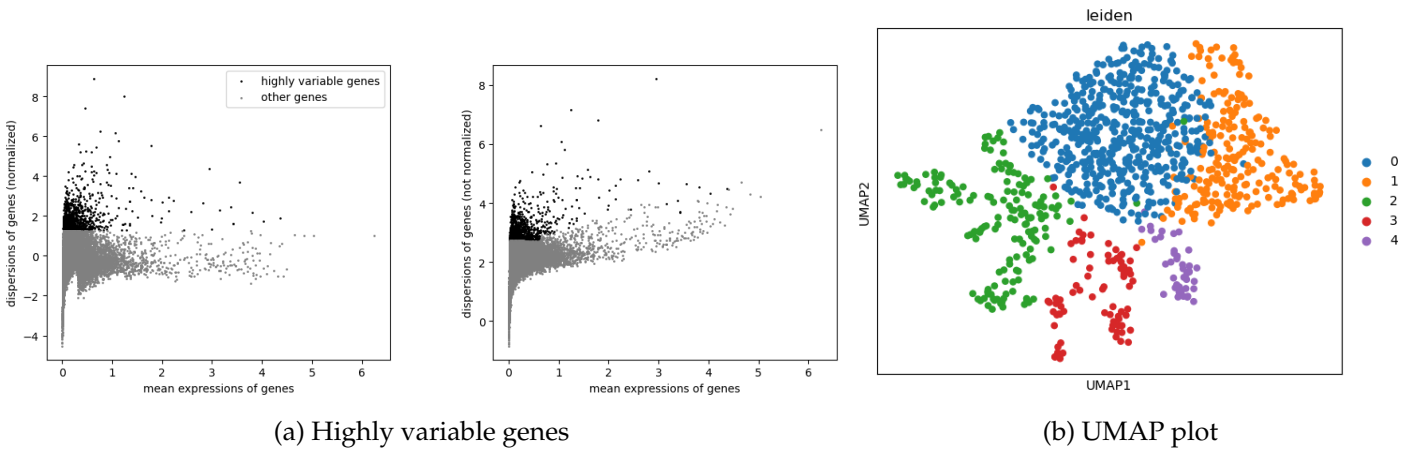 highly variable genes
other genes
dispersions of genes (normalized)
8
6
4
2
0
−2
−4
0 1 2 3 4 5 6
mean expressions of genes
dispersions of genes (not normalized)
8
6
4
2
0
0 1 2 3 4 5 6
mean expressions of genes
(a) Highly variable genes
leiden
UMAP2
UMAP1
0
1
2
3
4
(b) UMAP plot